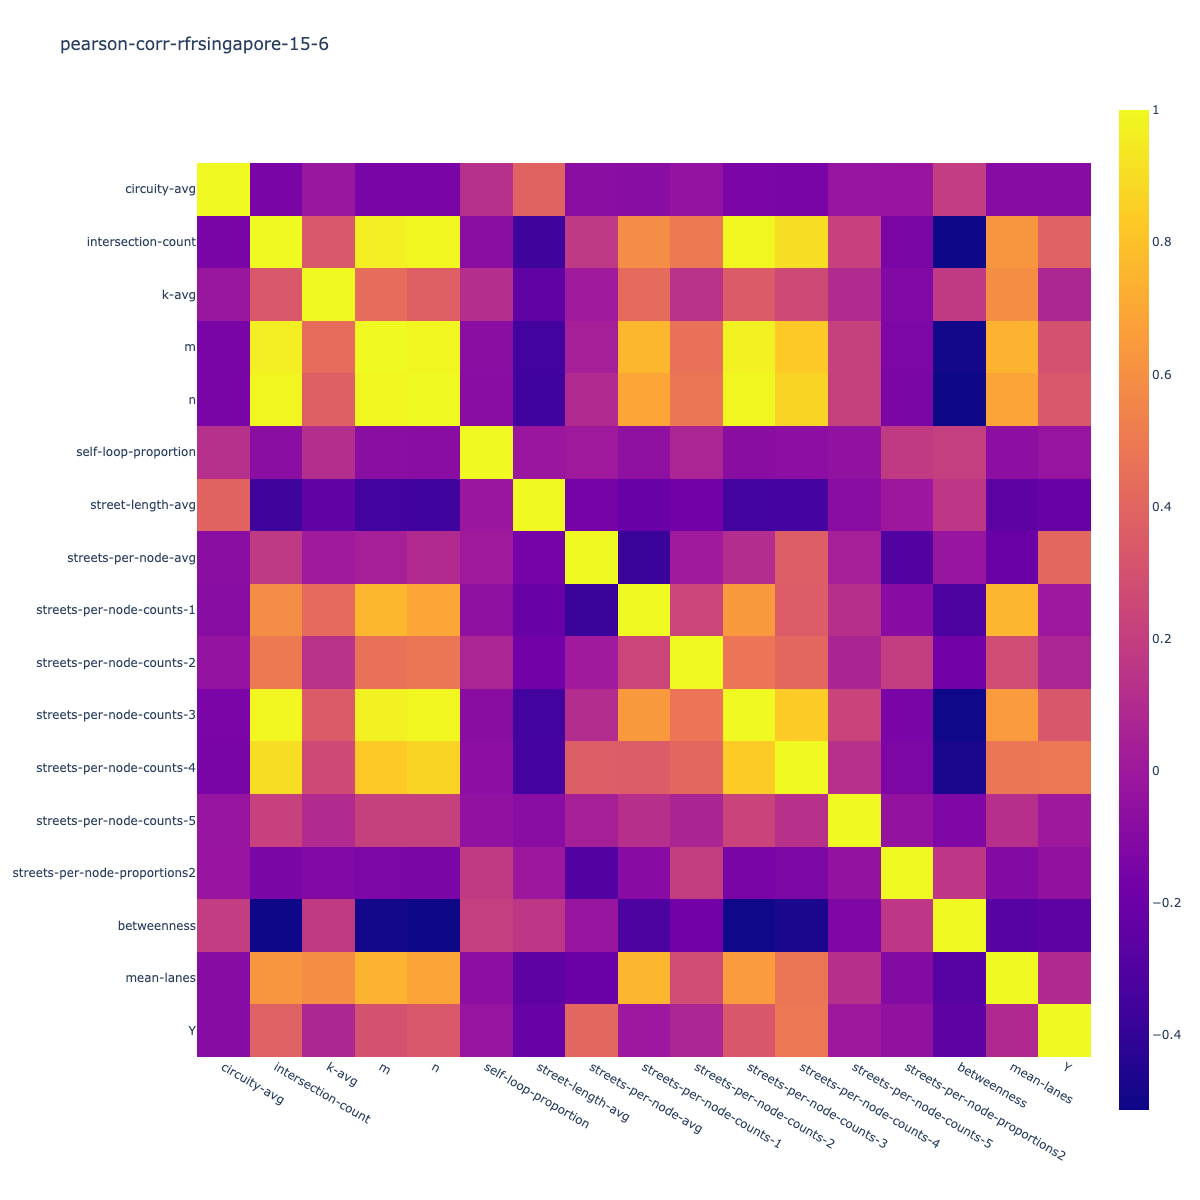 pearson-corr-rfrsingapore-15-6
circuity-avg
intersection-count
k-avg
m
n
self-loop-proportion
street-length-avg
streets-per-node-avg
streets-per-node-counts-1
streets-per-node-counts-2
streets-per-node-counts-3
streets-per-node-counts-4
streets-per-node-counts-5
streets-per-node-proportions2
betweenness
mean-lanes
Y
circuity-avg
intersection-count
k-avg
m
n
self-loop-proportion
street-length-avg
streets-per-node-avg
streets-per-node-counts-1
streets-per-node-counts-2
streets-per-node-counts-3
streets-per-node-counts-4
streets-per-node-counts-5
streets-per-node-proportions2
betweenness
mean-lanes
Y
1
0.8
0.6
0.4
0.2
0
−0.2
−0.4